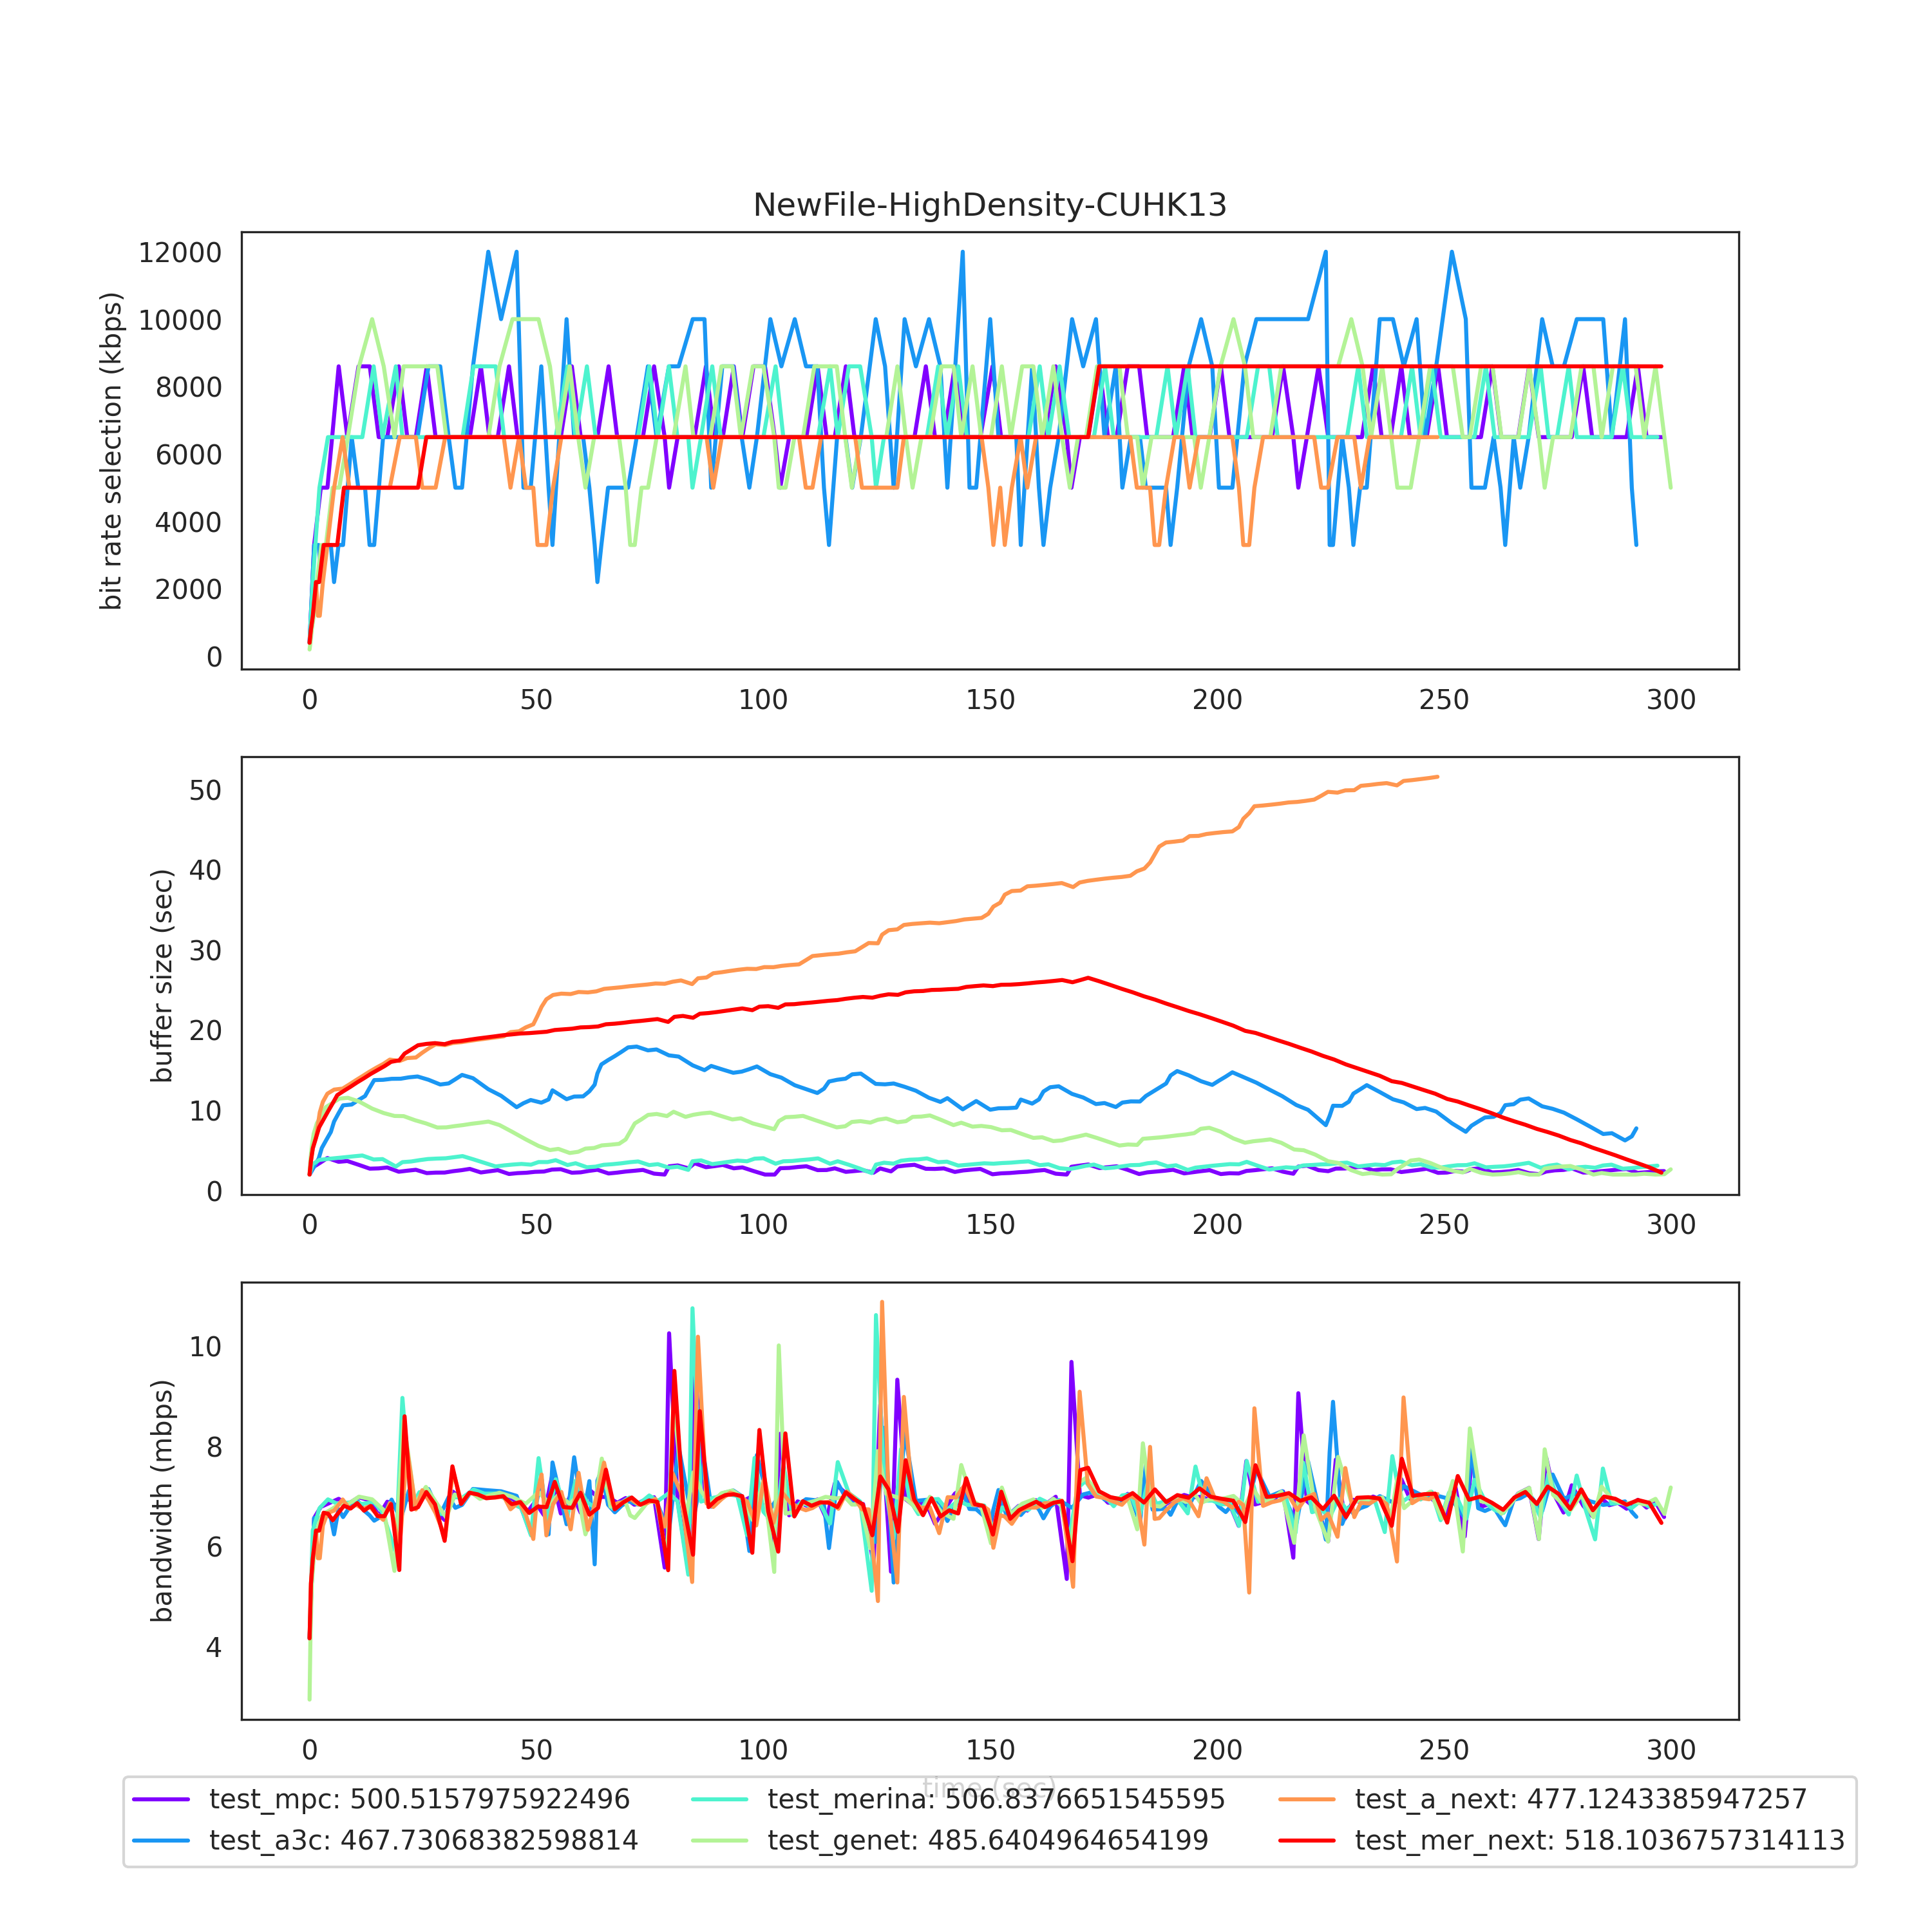 NewFile-HighDensity-CUHK13
bit rate selection (kbps)
12000
10000
8000
6000
4000
2000
0
0 50 100 150 200 250 300
buffer size (sec)
50
40
30
20
10
0
0 50 100 150 200 250 300
bandwidth (mbps)
10
8
6
4
0 50 100 150 200 250 300
time (sec)
test_mpc: 500.5157975922496 test_merina: 506.8376651545595 test_a_next: 477.1243385947257
test_a3c: 467.73068382598814 test_genet: 485.6404964654199 test_mer_next: 518.1036757314113